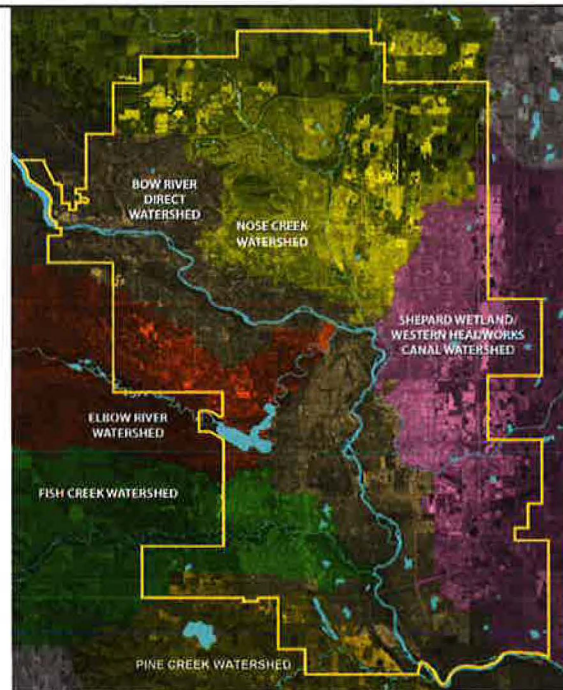 BOW RIVER
DIRECT
WATERSHED
NOSE CREEK
WATERSHED
SHEPARD WETLAND/
WESTERN HEADWORKS
CANAL WATERSHED
ELBOW RIVER
WATERSHED
FISH CREEK WATERSHED
PINE CREEK WATERSHED